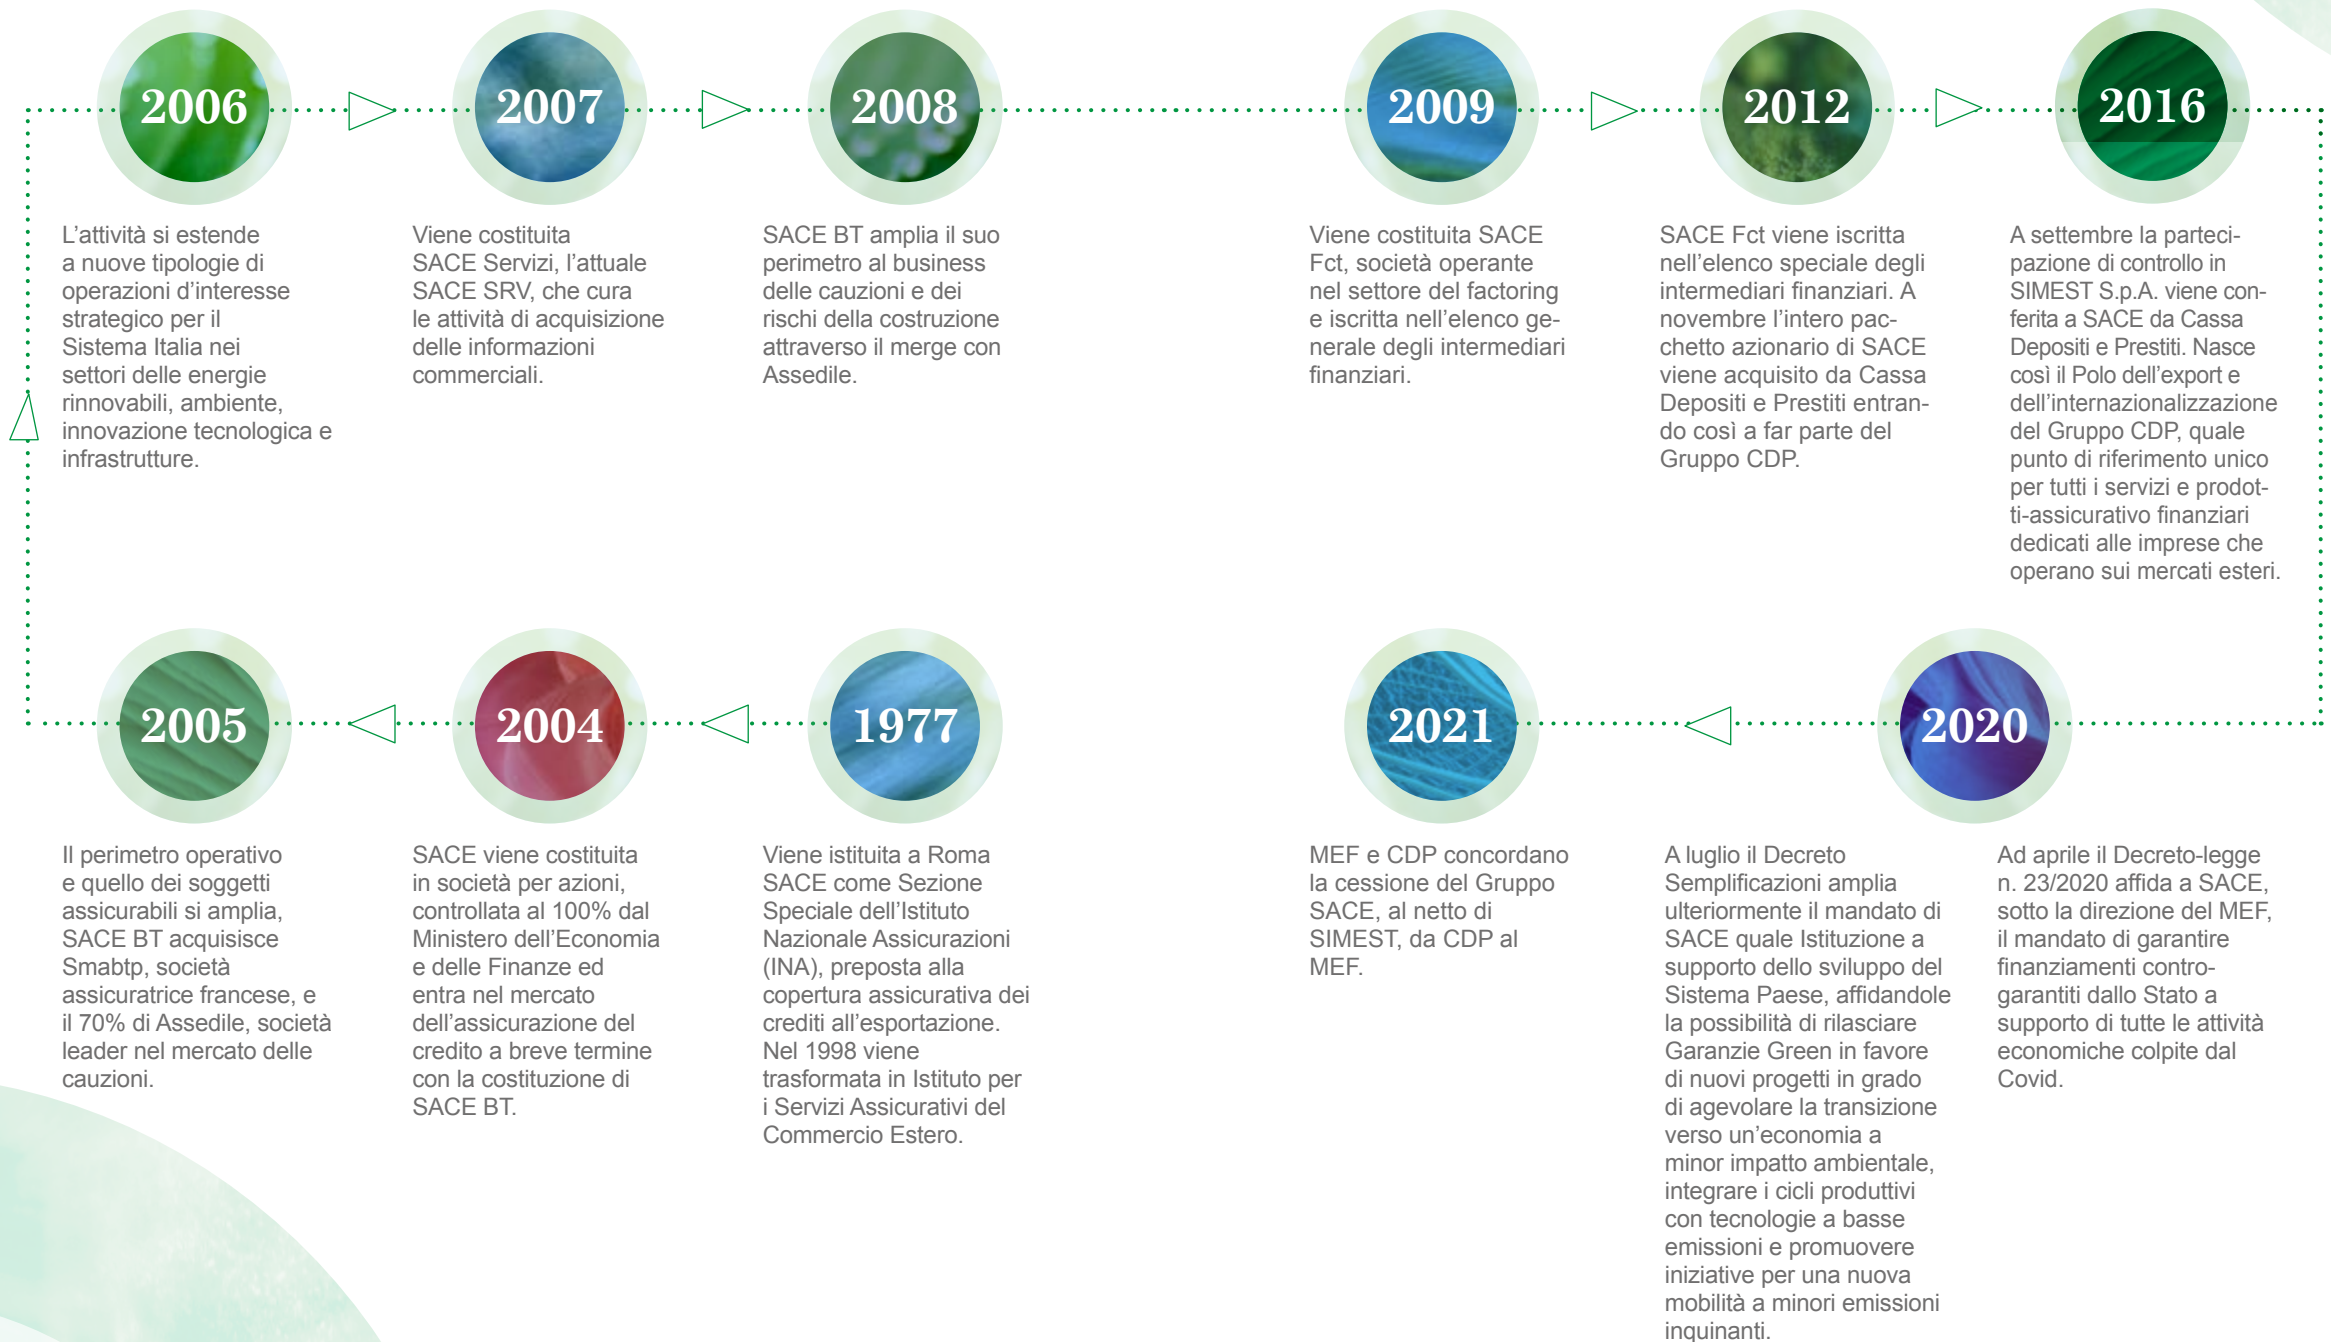 2006
L’attività si estende
a nuove tipologie di
operazioni d’interesse
strategico per il
Sistema Italia nei
settori delle energie
rinnovabili, ambiente,
innovazione tecnologica e
infrastrutture.
2007
Viene costituita
SACE Servizi, l’attuale
SACE SRV, che cura
le attività di acquisizione
delle informazioni
commerciali.
2008
SACE BT amplia il suo
perimetro al business
delle cauzioni e dei
rischi della costruzione
attraverso il merge con
Assedile.
2009
Viene costituita SACE
Fct, società operante
nel settore del factoring
e iscritta nell’elenco ge-
nerale degli intermediari
finanziari.
2012
SACE Fct viene iscritta
nell’elenco speciale degli
intermediari finanziari. A
novembre l’intero pac-
chetto azionario di SACE
viene acquisito da Cassa
Depositi e Prestiti entran-
do così a far parte del
Gruppo CDP.
2016
A settembre la parteci-
pazione di controllo in
SIMEST S.p.A. viene con-
ferita a SACE da Cassa
Depositi e Prestiti. Nasce
così il Polo dell’export e
dell’internazionalizzazione
del Gruppo CDP, quale
punto di riferimento unico
per tutti i servizi e prodot-
ti-assicurativo finanziari
dedicati alle imprese che
operano sui mercati esteri.
2005
Il perimetro operativo
e quello dei soggetti
assicurabili si amplia,
SACE BT acquisisce
Smabtp, società
assicuratrice francese, e
il 70% di Assedile, società
leader nel mercato delle
cauzioni.
2004
SACE viene costituita
in società per azioni,
controllata al 100% dal
Ministero dell’Economia
e delle Finanze ed
entra nel mercato
dell’assicurazione del
credito a breve termine
con la costituzione di
SACE BT.
1977
Viene istituita a Roma
SACE come Sezione
Speciale dell’Istituto
Nazionale Assicurazioni
(INA), preposta alla
copertura assicurativa dei
crediti all’esportazione.
Nel 1998 viene
trasformata in Istituto per
i Servizi Assicurativi del
Commercio Estero.
2021
MEF e CDP concordano
la cessione del Gruppo
SACE, al netto di
SIMEST, da CDP al
MEF.
2020
A luglio il Decreto
Semplificazioni amplia
ulteriormente il mandato di
SACE quale Istituzione a
supporto dello sviluppo del
Sistema Paese, affidandole
la possibilità di rilasciare
Garanzie Green in favore
di nuovi progetti in grado
di agevolare la transizione
verso un’economia a
minor impatto ambientale,
integrare i cicli produttivi
con tecnologie a basse
emissioni e promuovere
iniziative per una nuova
mobilità a minori emissioni
inquinanti.
Ad aprile il Decreto-legge
n. 23/2020 affida a SACE,
sotto la direzione del MEF,
il mandato di garantire
finanziamenti contro-
garantiti dallo Stato a
supporto di tutte le attività
economiche colpite dal
Covid.